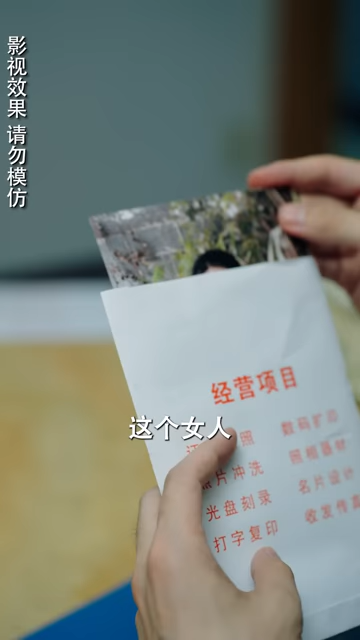 影视效果 请勿模仿
经营项目
照 数码扩印
照片冲洗 照相器材
光盘刻录 名片设计
打字复印 收发传真
这个女人